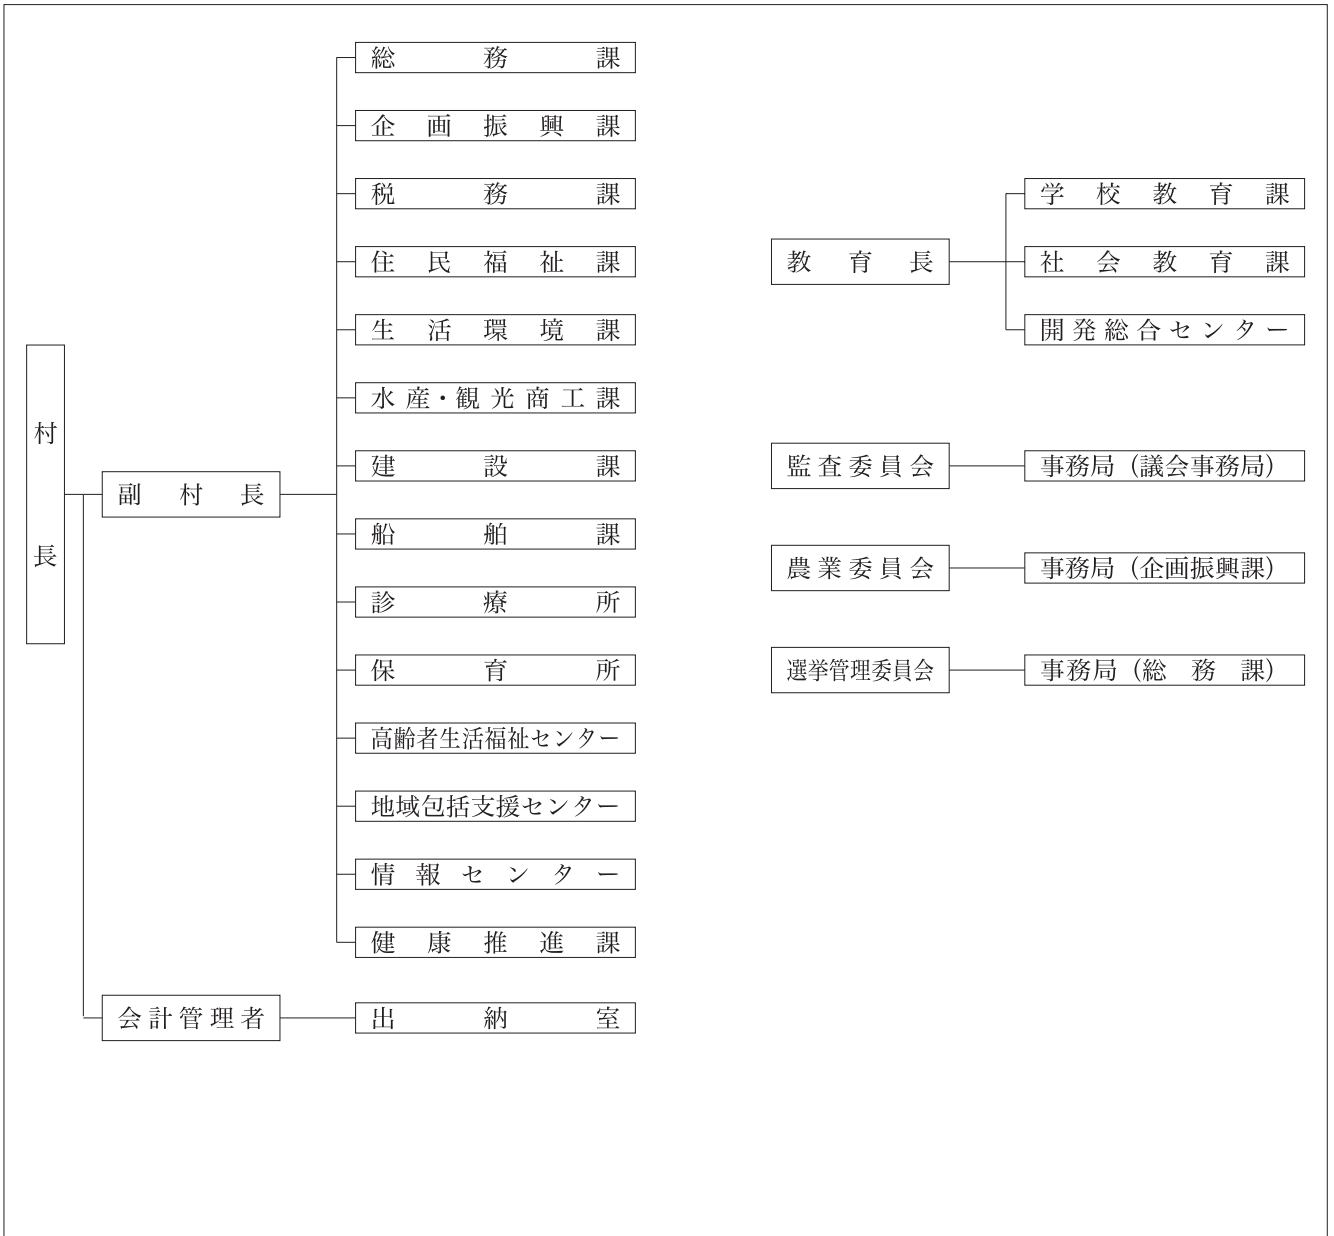 村長
副村長
総務課
企画振興課
税務課
住民福祉課
生活環境課
水産・観光商工課
建設課
船舶課
診療所
保育所
高齢者生活福祉センター
地域包括支援センター
情報センター
健康推進課
会計管理者
出納室
教育長
学校教育課
社会教育課
開発総合センター
監査委員会
事務局（議会事務局）
農業委員会
事務局（企画振興課）
選挙管理委員会
事務局（総務課）